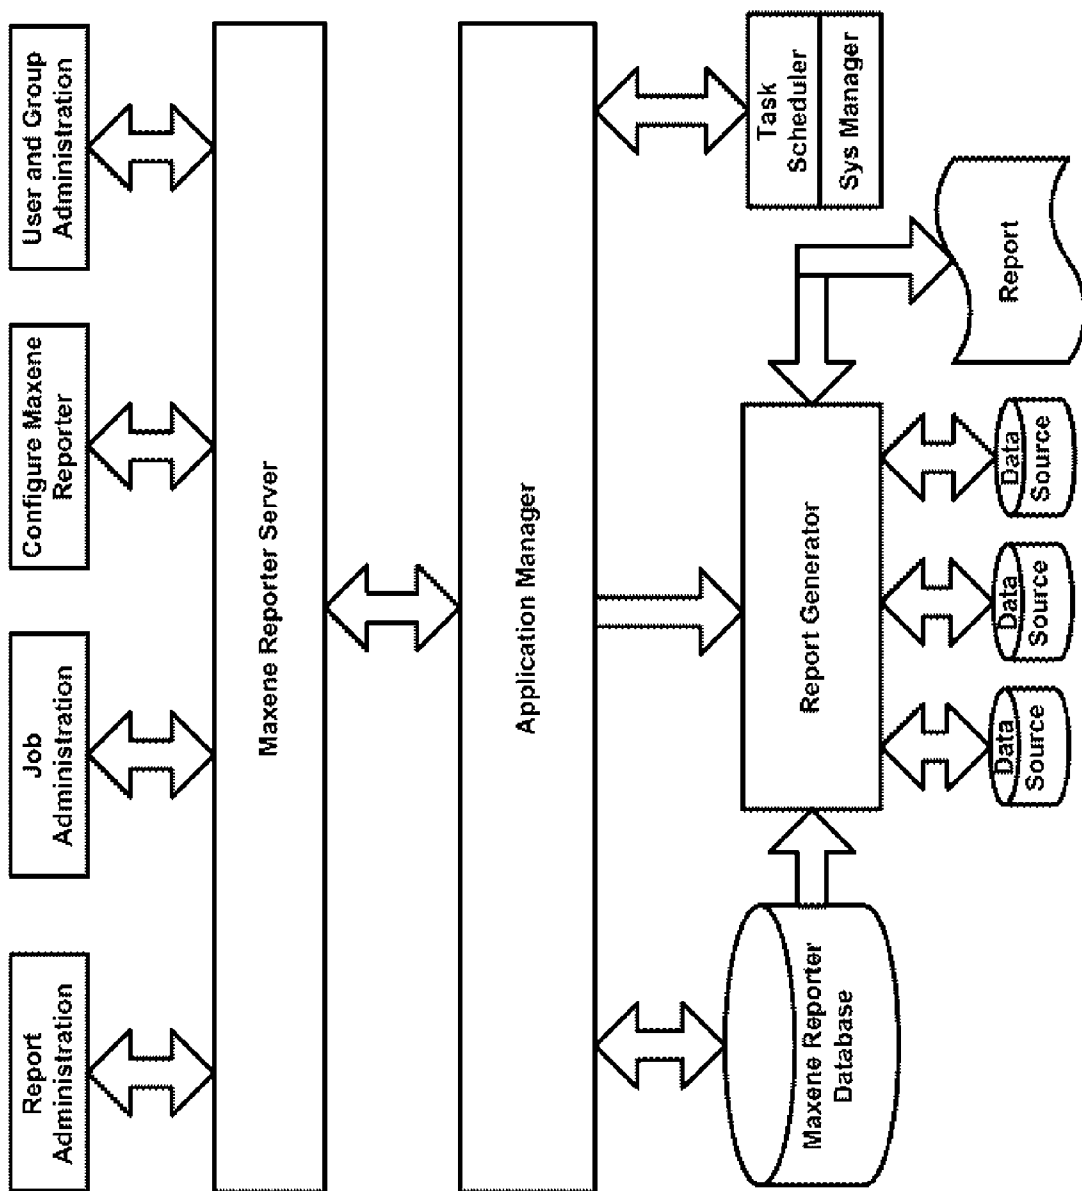 Report
Administration
Job
Administration
Configure Maxene
Reporter
User and Group
Administration
Maxene Reporter Server
Application Manager
Maxene Reporter
Database
Report Generator
Task
Scheduler
Sys Manager
Data
Source
Data
Source
Data
Source
Report